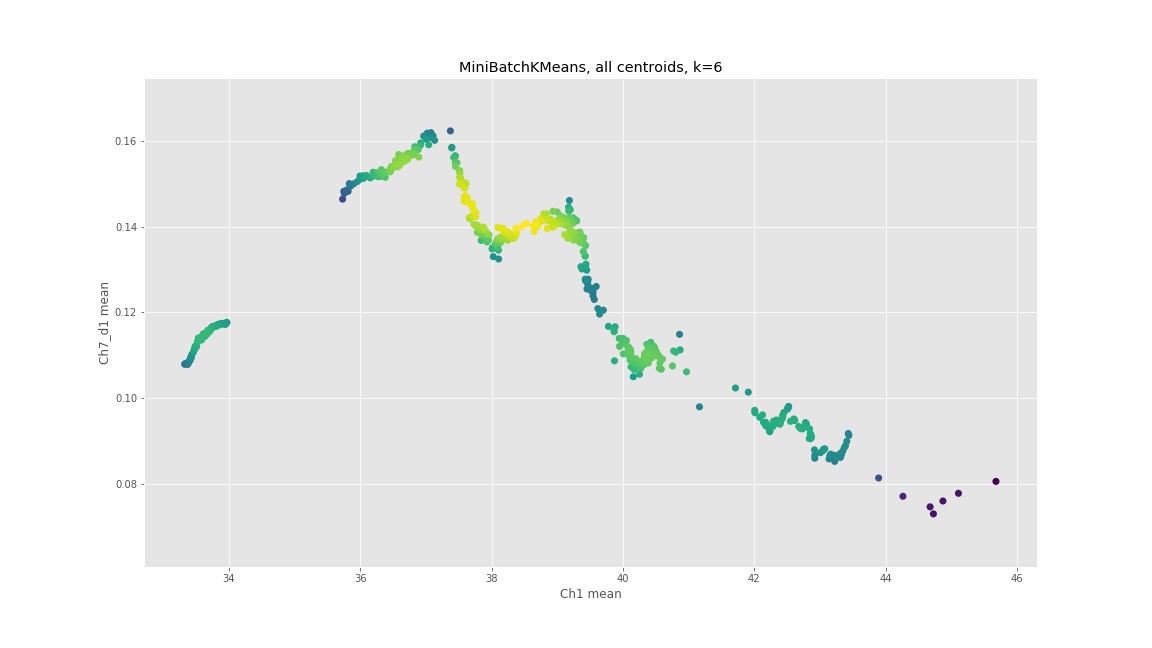 MiniBatchKMeans, all centroids, k=6
0.16
0.14
0.12
0.10
0.08
Ch7_d1 mean
34 36 38 40 42 44 46
Ch1 mean